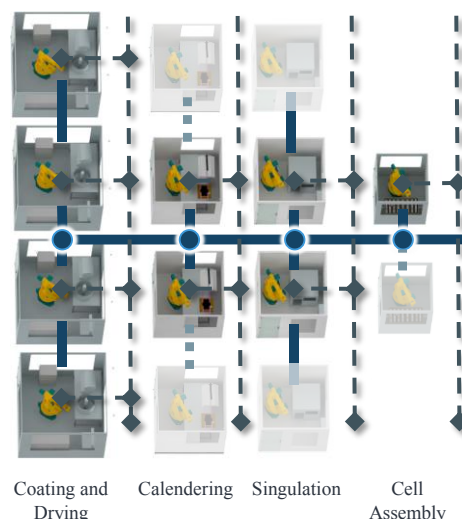 Coating and
Drying
Calendering
Singulation
Cell
Assembly